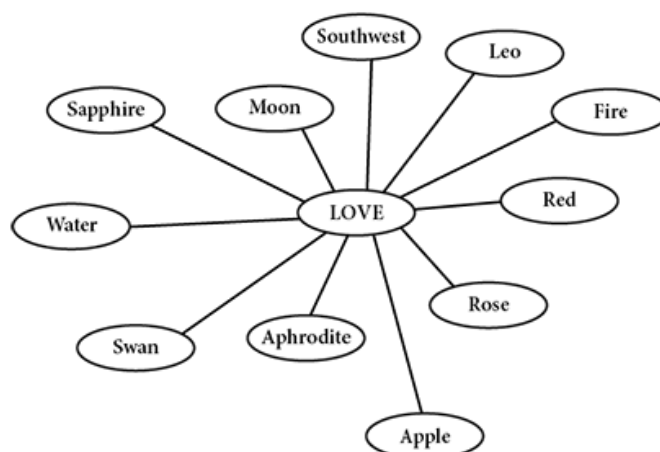 Southwest
Leo
Sapphire
Moon
Fire
LOVE
Red
Water
Rose
Swan
Aphrodite
Apple